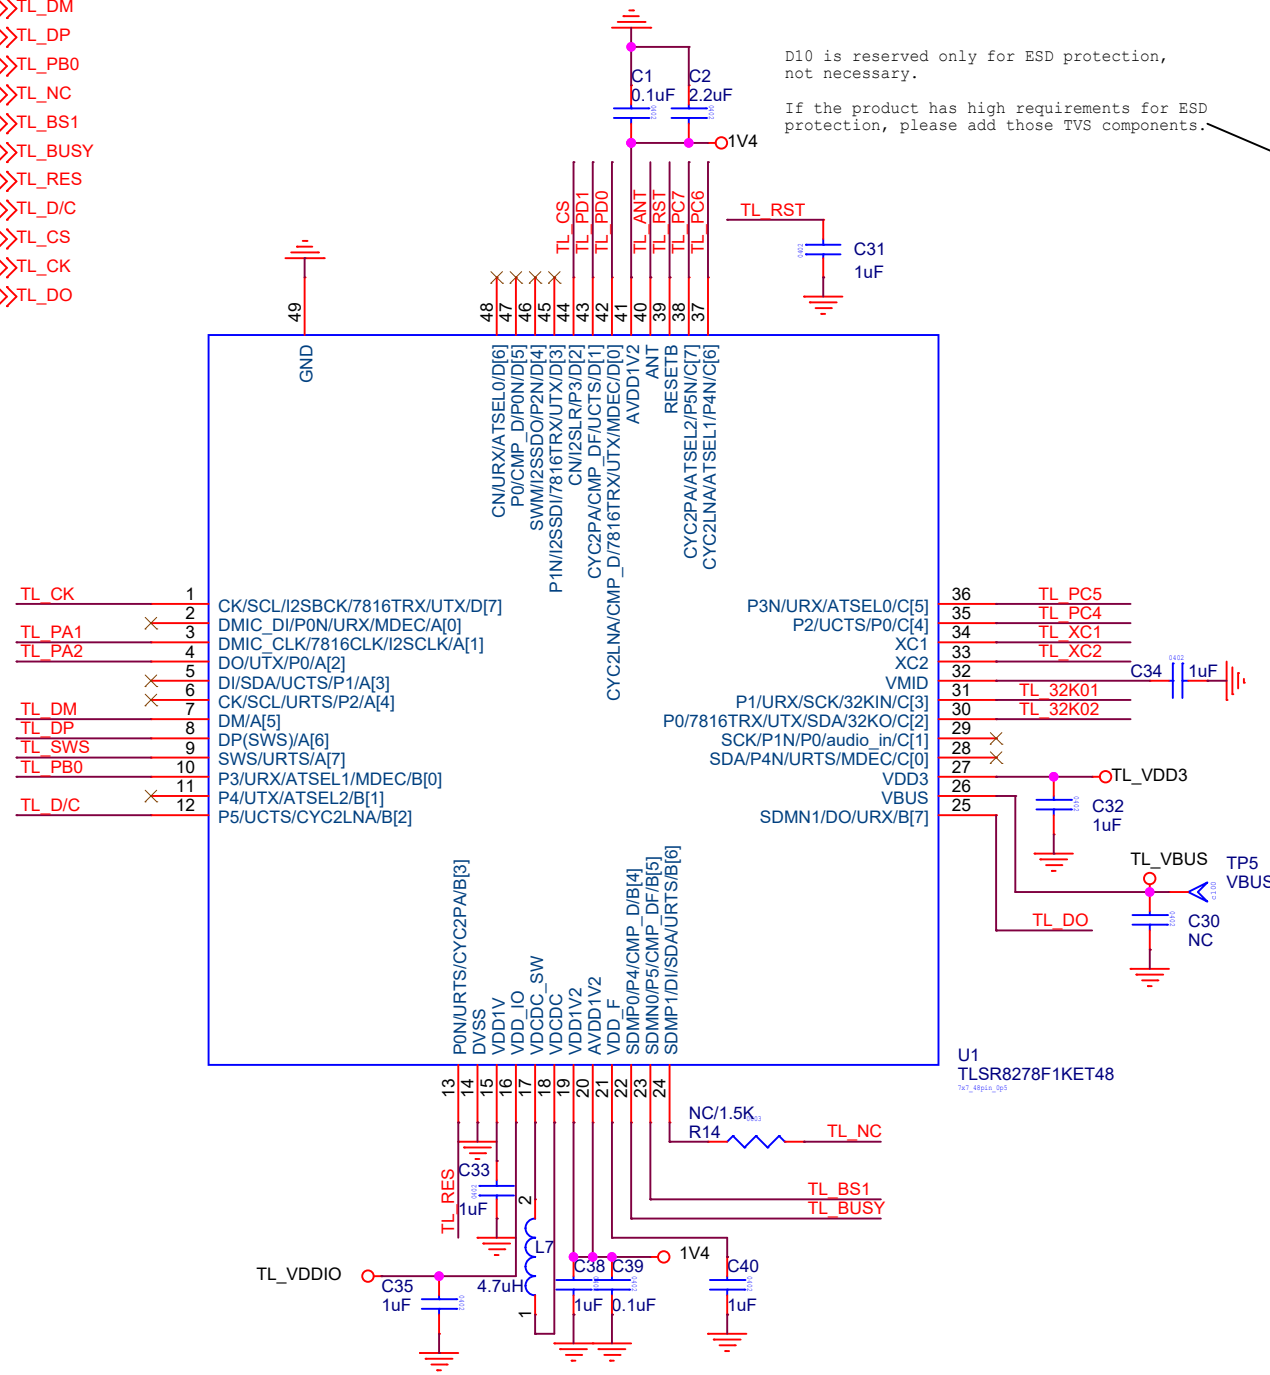 TL_DM
TL_DP
TL_PB0
TL_NC
TL_BS1
TL_BUSY
TL_RES
TL_D/C
TL_CS
TL_CK
TL_DO
D10 is reserved only for ESD protection,
not necessary.
If the product has high requirements for ESD
protection, please add those TVS components.
C1
0.1uF
0402
C2
2.2uF
0402
1V4
TL_CS
TL_PD1
TL_PD0
TL_ANT
TL_RST
TL_PC7
TL_PC6
TL_RST
0402
C31
1uF
49
48
47
46
45
44
43
42
41
40
39
38
37
GND
CN/URX/ATSEL0/D[6]
P0/CMP_D/P0N/D[5]
SWM/I2SSDO/P2N/D[4]
P1N/I2SSDI/7816TRX/UTX/D[3]
CN/I2SLR/P3/D[2]
CYC2PA/CMP_DF/UCTS/D[1]
CYC2LNA/CMP_D/7816TRX/UTX/MDEC/D[0]
AVDD1V2
ANT
RESETB
CYC2PA/ATSEL2/P5N/C[7]
CYC2LNA/ATSEL1/P4N/C[6]
TL_CK 1 CK/SCL/I2SBCK/7816TRX/UTX/D[7]
2 DMIC_DI/P0N/URX/MDEC/A[0]
TL_PA1 3 DMIC_CLK/7816CLK/I2SCLK/A[1]
TL_PA2 4 DO/UTX/P0/A[2]
5 DI/SDA/UCTS/P1/A[3]
6 CK/SCL/URTS/P2/A[4]
TL_DM 7 DM/A[5]
TL_DP 8 DP(SWS)/A[6]
TL_SWS 9 SWS/URTS/A[7]
TL_PB0 10 P3/URX/ATSEL1/MDEC/B[0]
11 P4/UTX/ATSEL2/B[1]
TL_D/C 12 P5/UCTS/CYC2LNA/B[2]
P3N/URX/ATSEL0/C[5] 36 TL_PC5
P2/UCTS/P0/C[4] 35 TL_PC4
XC1 34 TL_XC1
XC2 33 TL_XC2
VMID 32
C34 0402 1uF
P1/URX/SCK/32KIN/C[3] 31 TL_32K01
P0/7816TRX/UTX/SDA/32KO/C[2] 30 TL_32K02
SCK/P1N/P0/audio_in/C[1] 29
SDA/P4N/URTS/MDEC/C[0] 28
VDD3 27 TL_VDD3
VBUS 26
SDMN1/DO/URX/B[7] 25
0402
C32
1uF
TL_VBUS
TP5
VBUS
c100
TL_DO
0402
C30
NC
P0N/URTS/CYC2PA/B[3]
DVSS
VDD1V
VDD_IO
VDCDC_SW
VDCDC
VDD1V2
AVDD1V2
VDD_F
SDMP0/P4/CMP_D/B[4]
SDMN0/P5/CMP_DF/B[5]
SDMP1/DI/SDA/URTS/B[6]
13
14
15
16
17
18
19
20
21
22
23
24
U1
TLSR8278F1KET48
7x7_48pin_0p5
NC/1.5K
R14
TL_NC
TL_RES
C33
0402
1uF
TL_BS1
TL_BUSY
2
L7
4.7uH
1
1V4
TL_VDDIO
C35
1uF
0402
C38
1uF
C39
0.1uF
0402
C40
1uF
0402